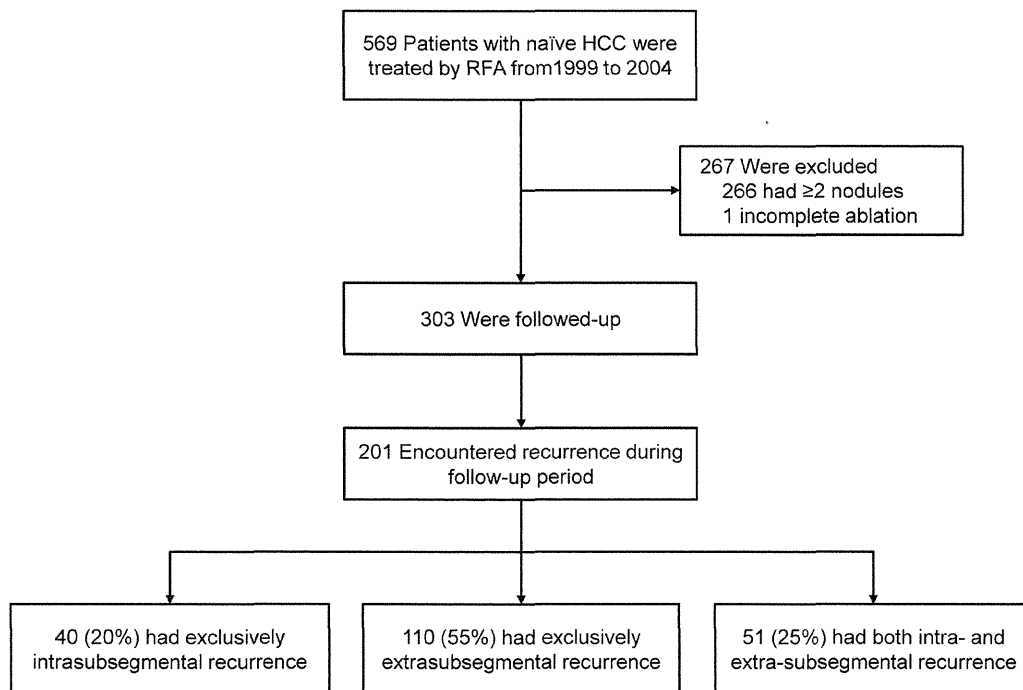 569 Patients with naïve HCC were
treated by RFA from1999 to 2004
267 Were excluded
266 had ≥2 nodules
1 incomplete ablation
303 Were followed-up
201 Encountered recurrence during
follow-up period
40 (20%) had exclusively
intrasubsegmental recurrence
110 (55%) had exclusively
extrasubsegmental recurrence
51 (25%) had both intra- and
extra-subsegmental recurrence